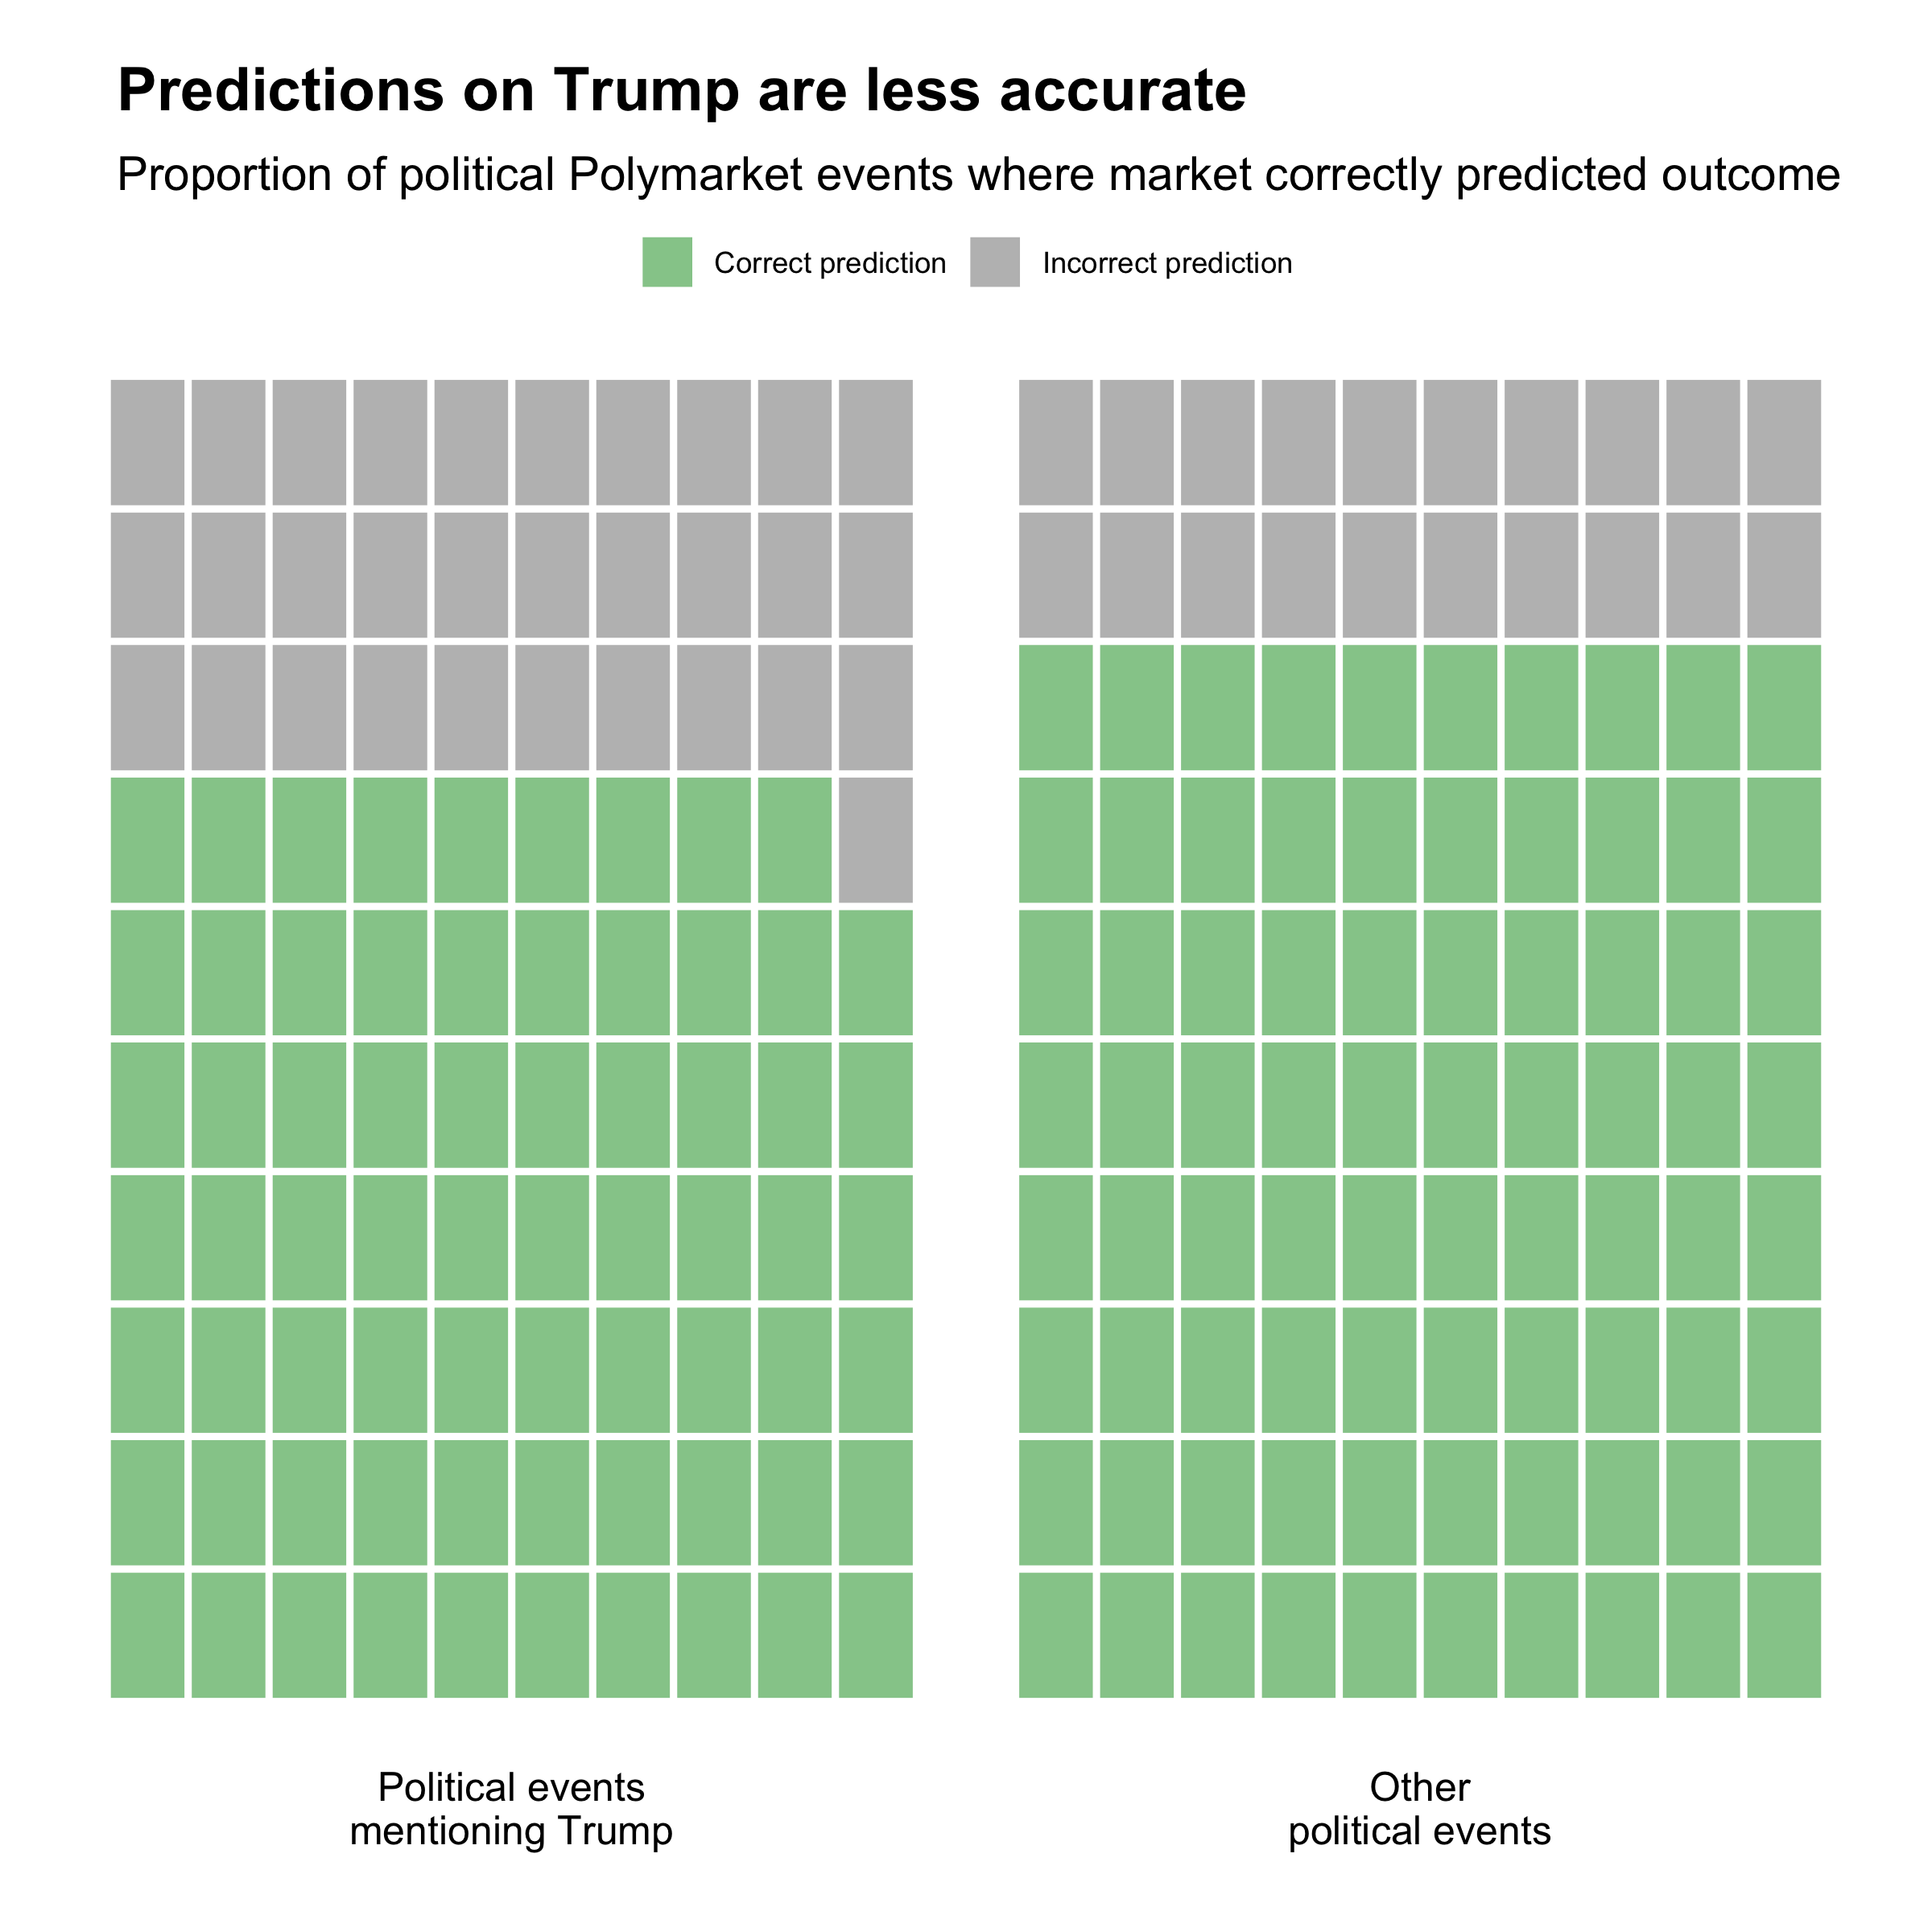 Predictions on Trump are less accurate
Proportion of political Polymarket events where market correctly predicted outcome
Correct prediction
Incorrect prediction
Political events
mentioning Trump
Other
political events